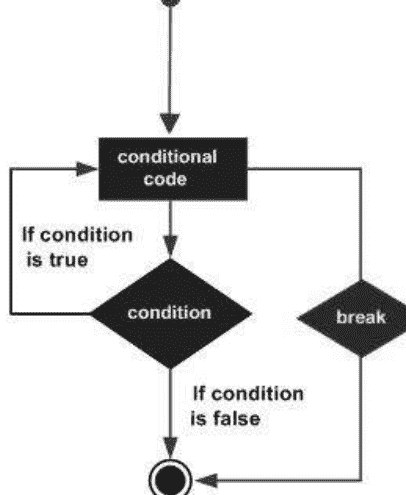 conditional
code
If condition
is true
condition
break
If condition
is false